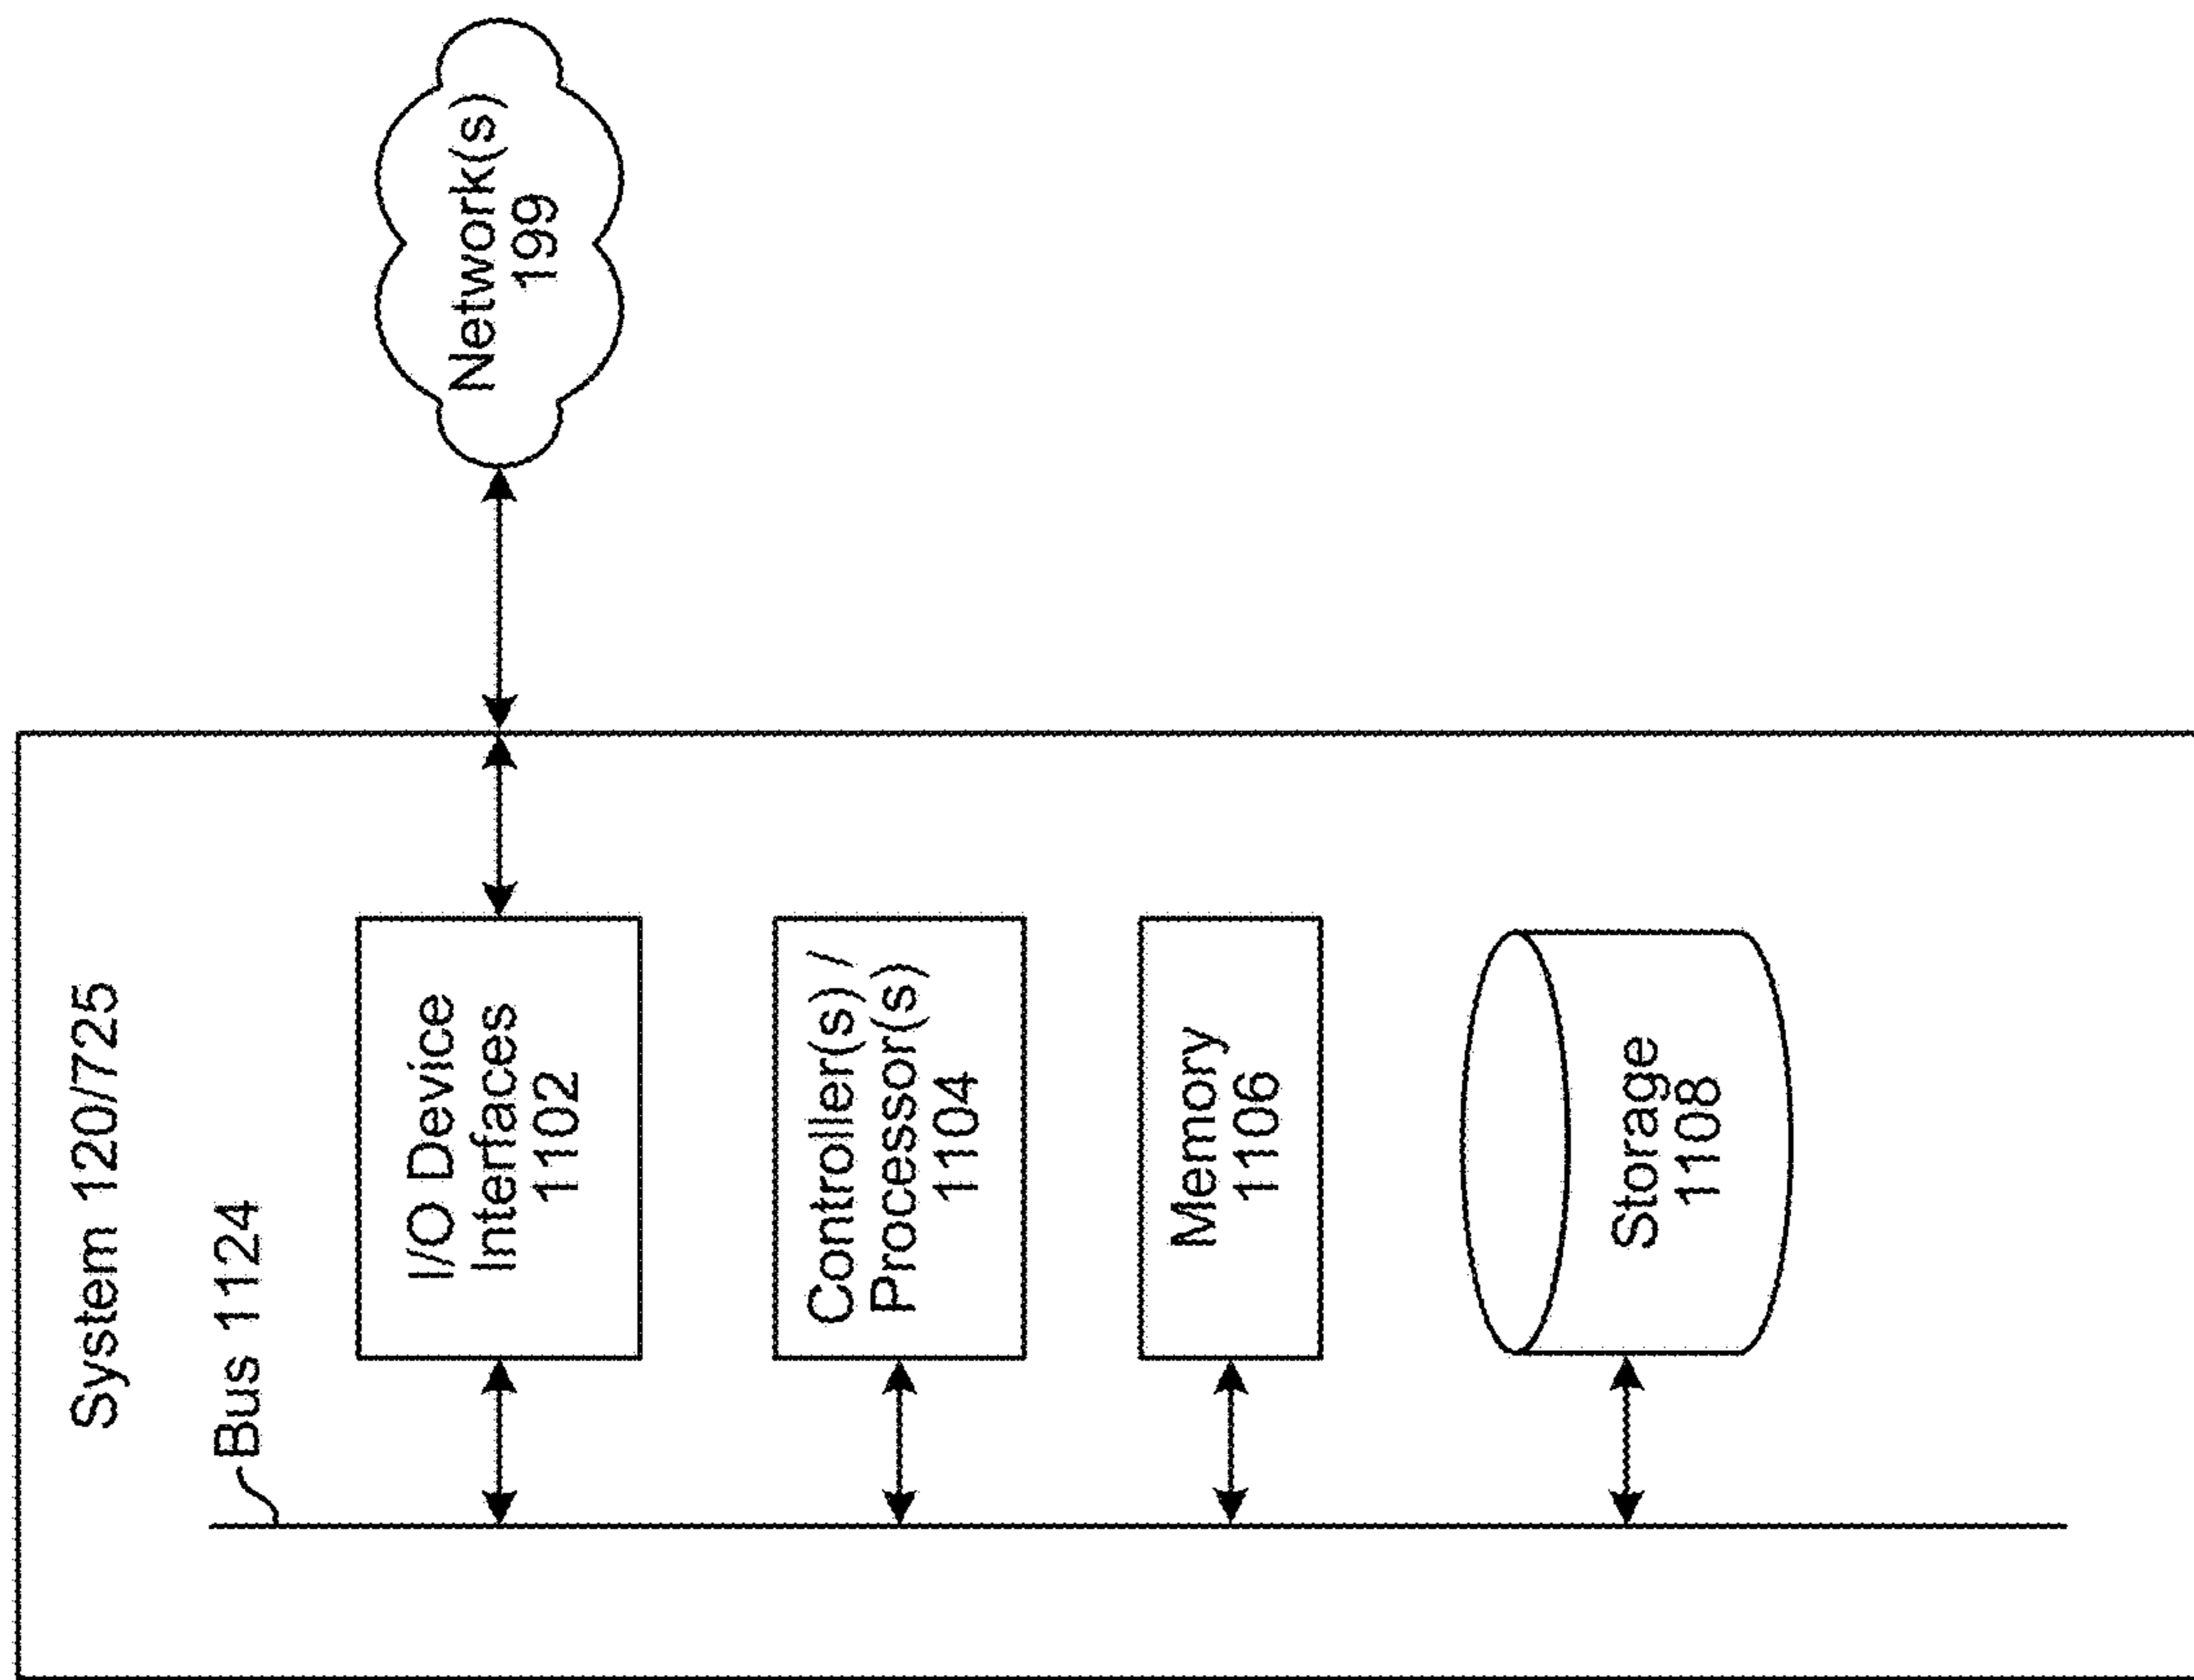 System 120/725
Bus 1124
I/O Device
Interfaces
1102
Network(s)
199
Controller(s) /
Processor(s)
1104
Memory
1106
Storage
1108